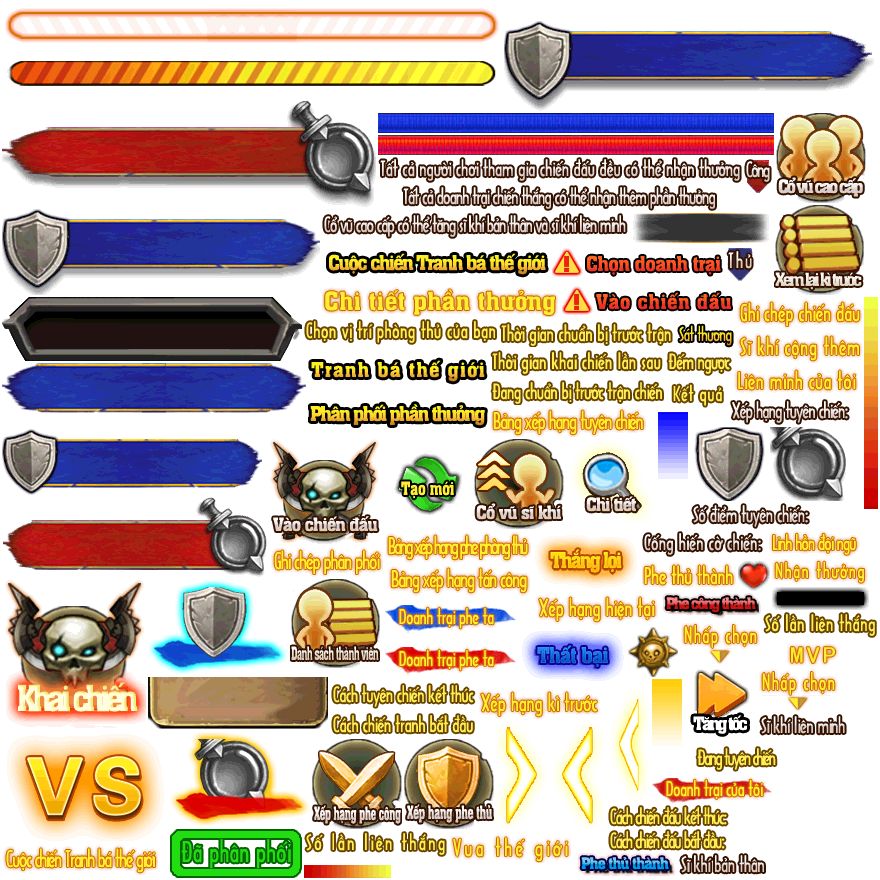 Tất cả người chơi tham gia chiến đấu đều có thể nhận thưởng
Công
Cổ vũ cao cấp
Tất cả doanh trại chiến thắng có thể nhận thêm phần thưởng
Cổ vũ cao cấp có thể tăng sĩ khí bản thân và sĩ khí liên minh
Cuộc chiến Tranh bá thế giới
Chọn doanh trại
Thủ
Xem lại kì trước
Chi tiết phần thưởng
Vào chiến đấu
Ghi chép chiến đấu
Chọn vị trí phòng thủ của bạn
Thời gian chuẩn bị trước trận
Sát thương
Sĩ khí cộng thêm
Tranh bá thế giới
Thời gian khai chiến lần sau
Đếm ngược
Liên minh của tôi
Đang chuẩn bị trước trận chiến
Kết quả
Phân phối phần thưởng
Bảng xếp hạng tuyên chiến
Xếp hạng tuyên chiến:
Vào chiến đấu
Tạo mới
Cổ vũ sĩ khí
Chi tiết
Số điểm tuyên chiến:
Ghi chép phân phối
Bảng xếp hạng phe phòng thủ
Thắng lợi
Cống hiến cờ chiến:
Linh hồn đội ngũ
Bảng xếp hạng tấn công
Phe thủ thành
Nhận thưởng
Doanh trại phe ta
Xếp hạng hiện tại
Phe công thành
Số lần liên thắng
Danh sách thành viên
Doanh trại phe ta
Thất bại
Nhấp chọn
MVP
Khai chiến
Cách tuyên chiến kết thúc
Xếp hạng kì trước
Nhấp chọn
Cách chiến tranh bắt đầu
Tăng tốc
Sĩ khí liên minh
VS
Đang tuyên chiến
Xếp hạng phe công
Xếp hạng phe thủ
Doanh trại của tôi
Cách chiến đấu kết thúc:
Cuộc chiến Tranh bá thế giới
Đã phân phối
Số lần liên thắng
Vua thế giới
Cách chiến đấu bắt đầu:
Phe thủ thành
Sĩ khí bản thân